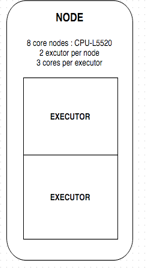 NODE
8 core nodes : CPU-L5520
2 excutor per node
3 cores per executor
EXECUTOR
EXECUTOR